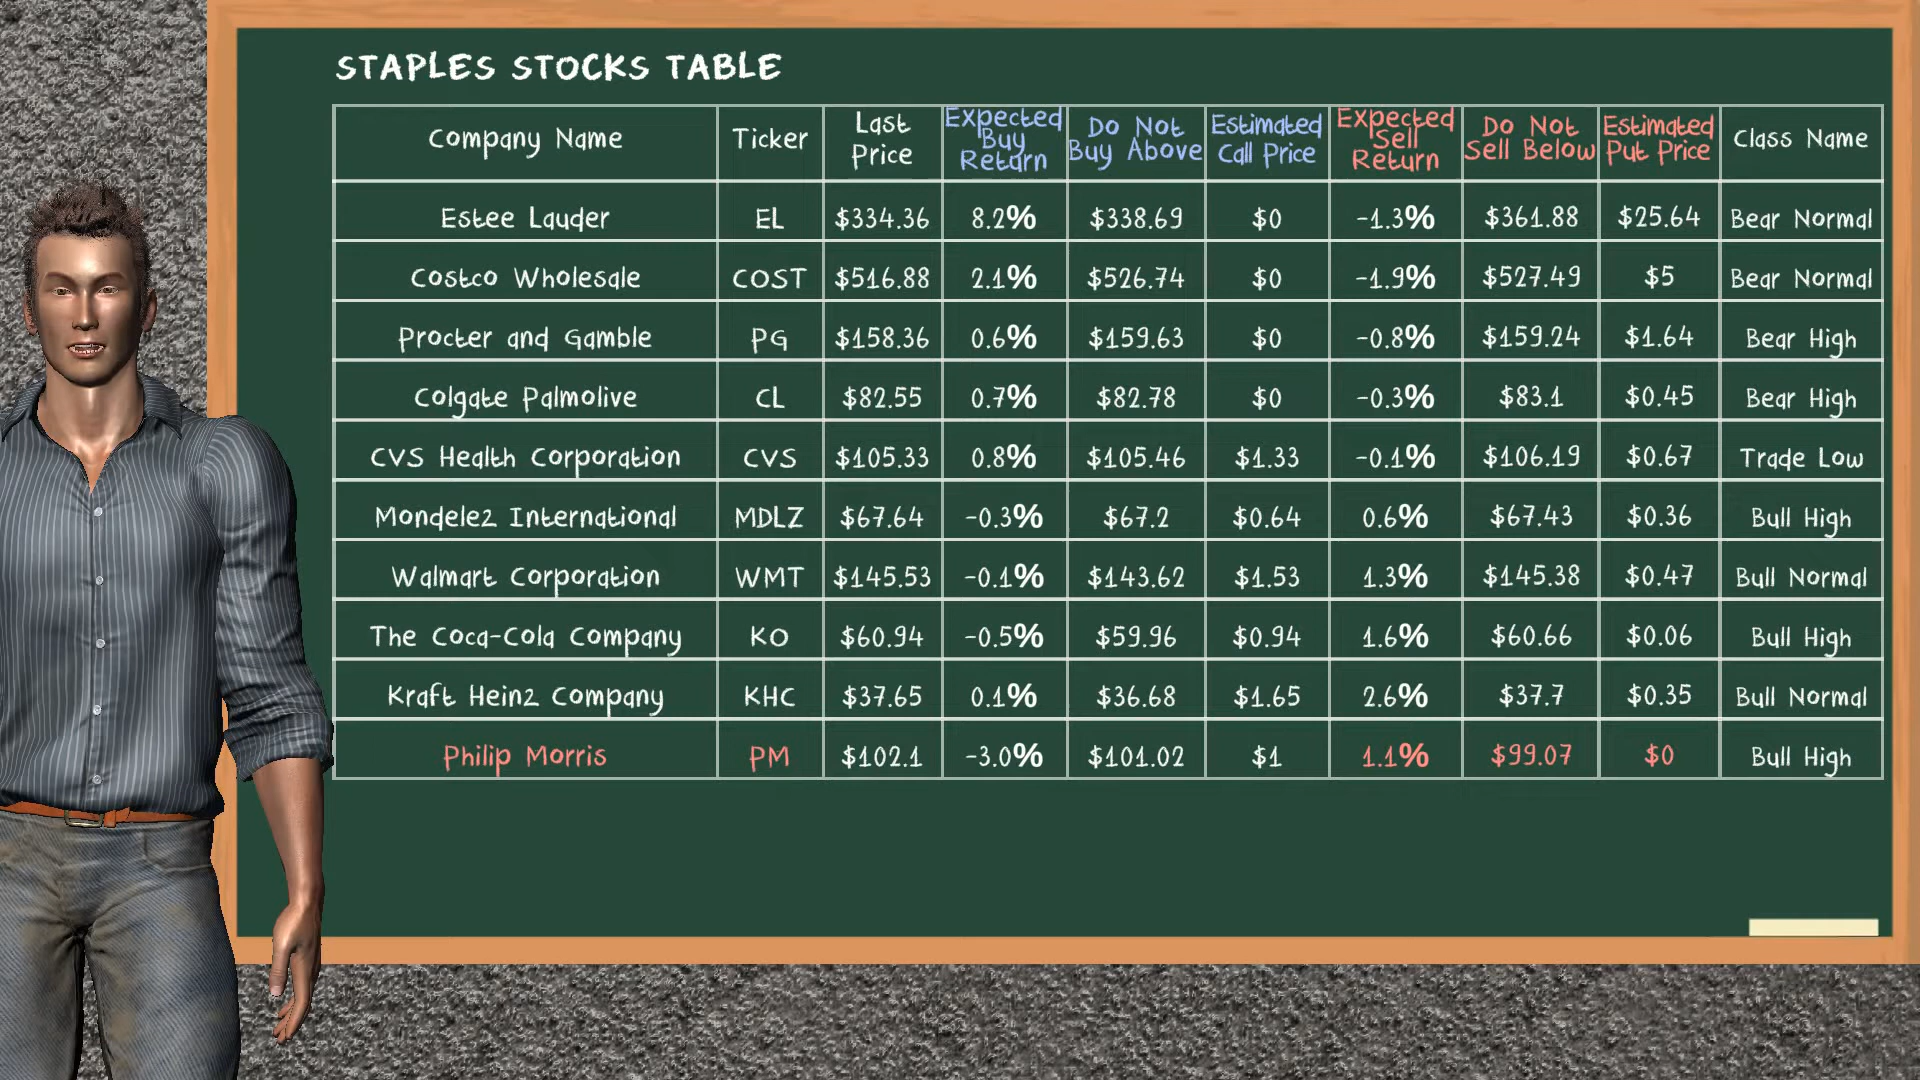 STAPLES STOCKS TABLE
Company Name Ticker Last Price Expected Buy Return Do Not Buy Above Estimated Call Price Expected Sell Return Do Not Sell Below Estimated Put Price Class Name
Estee Lauder EL $334.36 8.2% $338.69 $0 -1.3% $361.88 $25.64 Bear Normal
Costco Wholesale COST $516.88 2.1% $526.74 $0 -1.9% $527.49 $5 Bear Normal
Procter and Gamble PG $158.36 0.6% $159.63 $0 -0.8% $159.24 $1.64 Bear High
Colgate Palmolive CL $82.55 0.7% $82.78 $0 -0.3% $83.1 $0.45 Bear High
CVS Health Corporation CVS $105.33 0.8% $105.46 $1.33 -0.1% $106.19 $0.67 Trade Low
Mondelez International MDLZ $67.64 -0.3% $67.2 $0.64 0.6% $67.43 $0.36 Bull High
Walmart Corporation WMT $145.53 -0.1% $143.62 $1.53 1.3% $145.38 $0.47 Bull Normal
The Coca-Cola Company KO $60.94 -0.5% $59.96 $0.94 1.6% $60.66 $0.06 Bull High
Kraft Heinz Company KHC $37.65 0.1% $36.68 $1.65 2.6% $37.7 $0.35 Bull Normal
Philip Morris PM $102.1 -3.0% $101.02 $1 1.1% $99.07 $0 Bull High